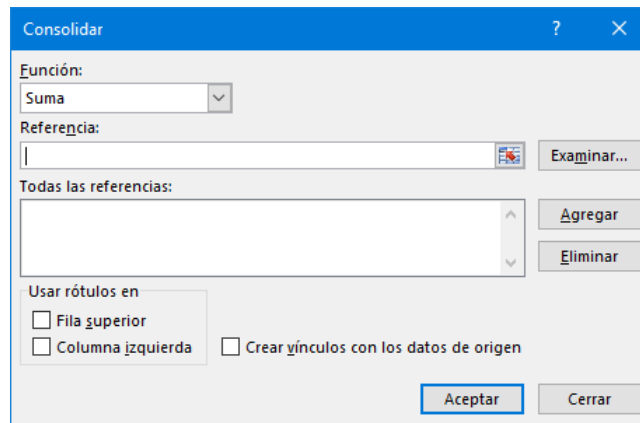 Consolidar ?
Función:
Suma
Referencia:
Examinar...
Todas las referencias:
Agregar
Eliminar
Usar rótulos en
Fila superior
Columna izquierda Crear vínculos con los datos de origen
Aceptar Cerrar